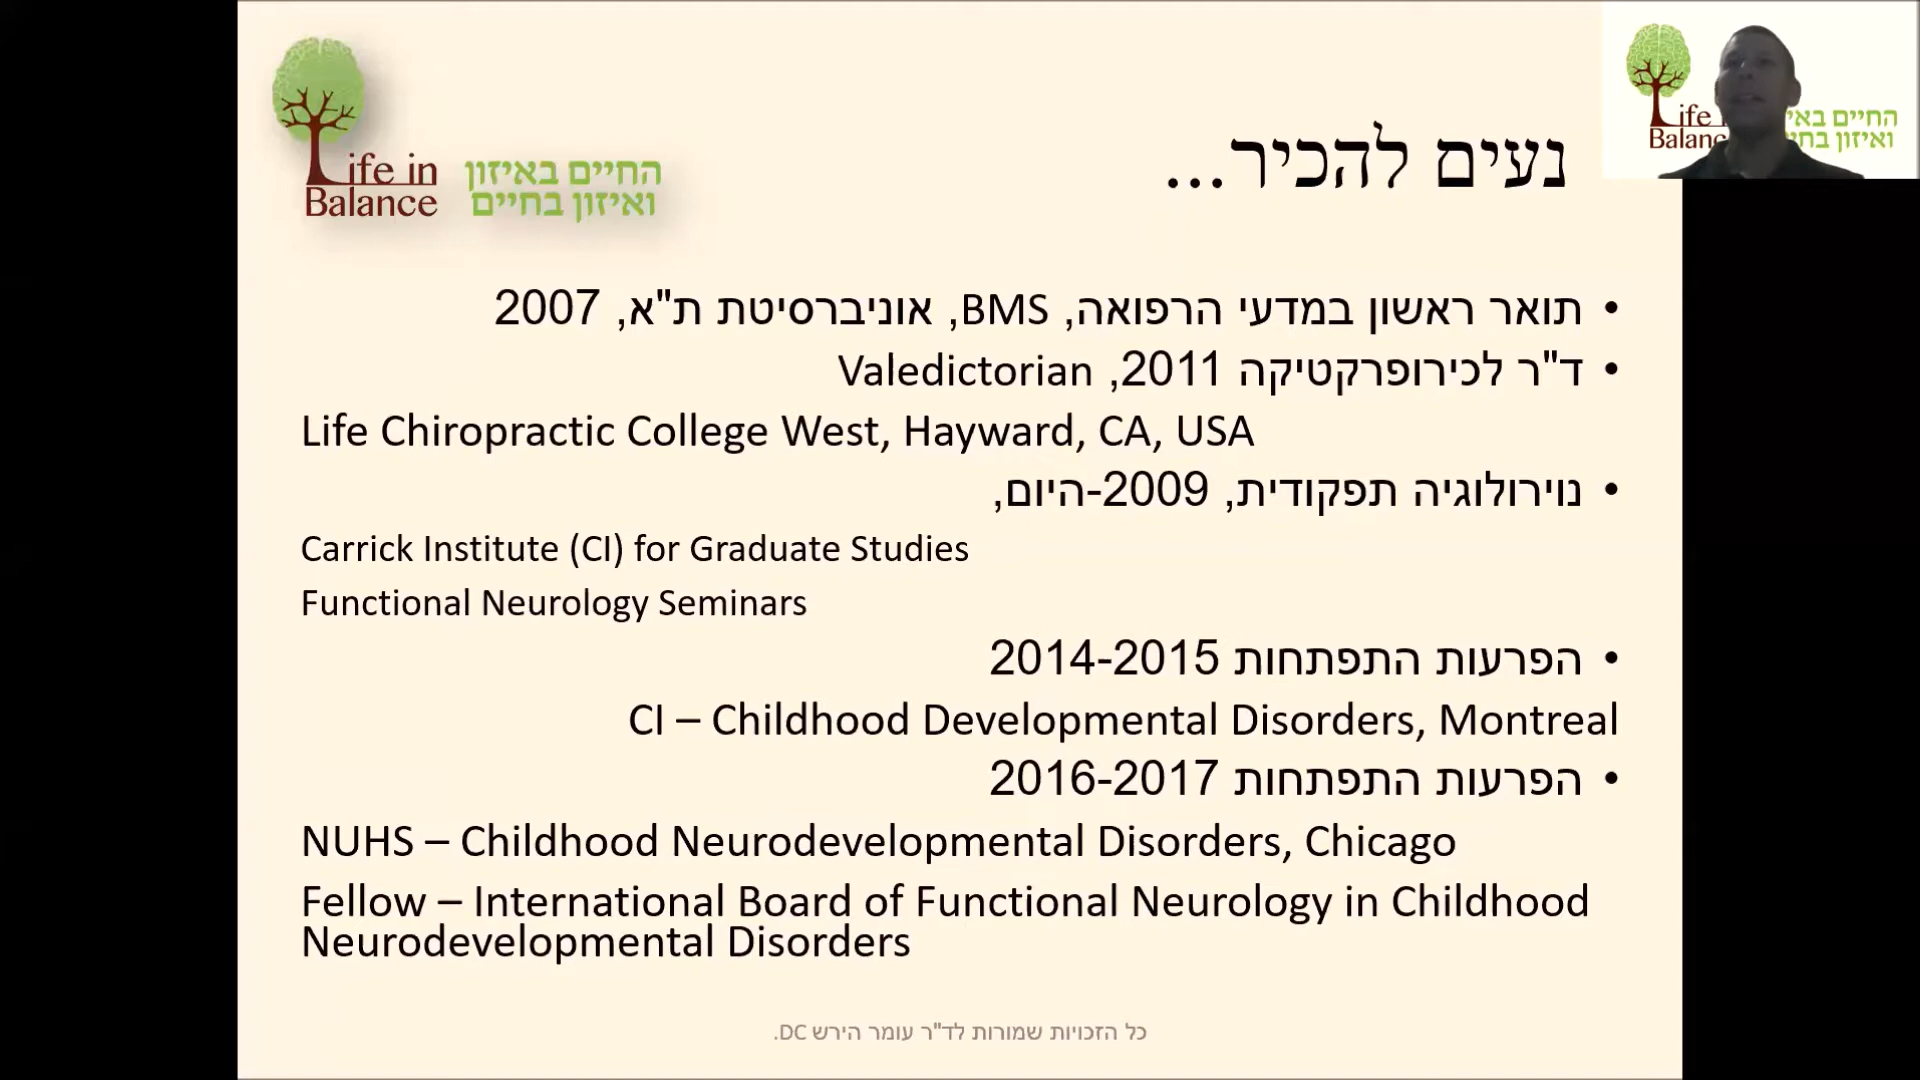 Life in Balance
החיים באיזון
ואיזון בחיים
נעים להכיר...
• תואר ראשון במדעי הרפואה, BMS, אוניברסיטת ת"א, 2007
• ד"ר לכירופרקטיקה 2011, Valedictorian
Life Chiropractic College West, Hayward, CA, USA
• נוירולוגיה תפקודית, 2009-היום,
Carrick Institute (CI) for Graduate Studies
Functional Neurology Seminars
• הפרעות התפתחות 2014-2015
CI – Childhood Developmental Disorders, Montreal
• הפרעות התפתחות 2016-2017
NUHS – Childhood Neurodevelopmental Disorders, Chicago
Fellow – International Board of Functional Neurology in Childhood
Neurodevelopmental Disorders
כל הזכויות שמורות לד"ר עומר הירש DC.
Life
החיים
ואיזון